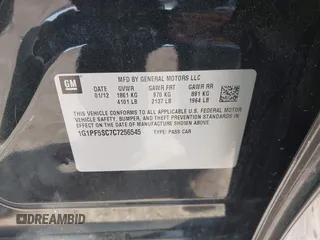 GM
MFD BY GENERAL MOTORS LLC
DATE GVWR GAWR FRT GAWR RR
01/12 1861 KG 970 KG 891 KG
4101 LB 2137 LB 1964 LB
THIS VEHICLE CONFORMS TO ALL APPLICABLE U.S. FEDERAL MOTOR
VEHICLE SAFETY, BUMPER, AND THEFT PREVENTION STANDARDS IN
EFFECT ON THE DATE OF MANUFACTURE SHOWN ABOVE.
1G1PF5SC7C7256545 TYPE: PASS CAR
DREAMBID